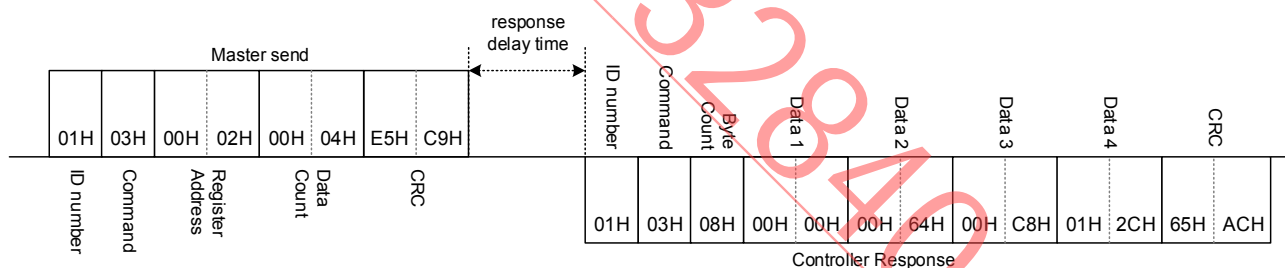 response
delay time
Master send
01H 03H 00H 02H 00H 04H E5H C9H
ID number
Command
Register
Address
Data
Count
CRC
ID number
Command
Byte
Count
Data 1
Data 2
Data 3
Data 4
CRC
01H 03H 08H 00H 00H 00H 64H 00H C8H 01H 2CH 65H ACH
Controller Response
32840